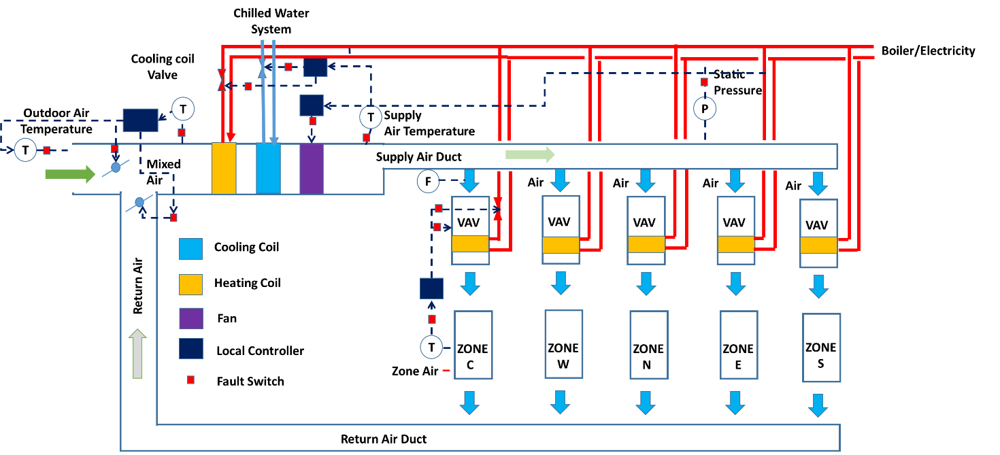 Chilled Water
System
Boiler/Electricity
Cooling coil
Valve
Static
Pressure
T
P
Outdoor Air
Temperature
T
Supply
Air Temperature
T
Mixed
Air
Supply Air Duct
F
Air
Air
Air
Air
VAV
VAV
VAV
VAV
VAV
Cooling Coil
Return Air
Heating Coil
Fan
Local Controller
Fault Switch
T
Zone Air
ZONE
C
ZONE
W
ZONE
N
ZONE
E
ZONE
S
Return Air Duct